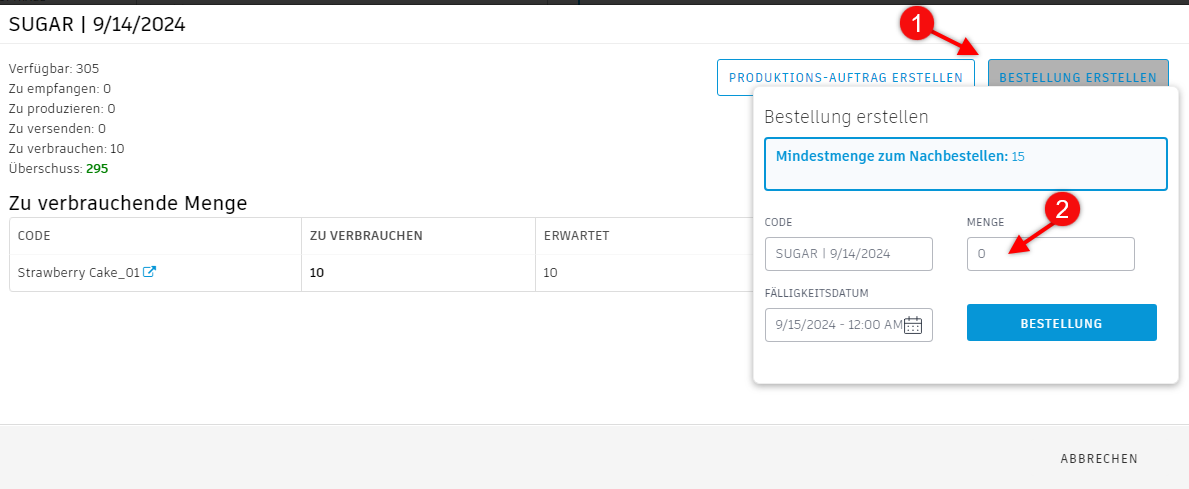 SUGAR | 9/14/2024
1
Verfügbar: 305
Zu empfangen: 0
Zu produzieren: 0
Zu versenden: 0
Zu verbrauchen: 10
Überschuss: 295
PRODUKTIONS-AUFTRAG ERSTELLEN
BESTELLUNG ERSTELLEN
Zu verbrauchende Menge
CODE ZU VERBRAUCHEN ERWARTET
Strawberry Cake_01 10 10
Bestellung erstellen
Mindestmenge zum Nachbestellen: 15
2
CODE MENGE
SUGAR | 9/14/2024 0
FÄLLIGKEITSDATUM
9/15/2024 - 12:00 AM BESTELLUNG
ABBRECHEN